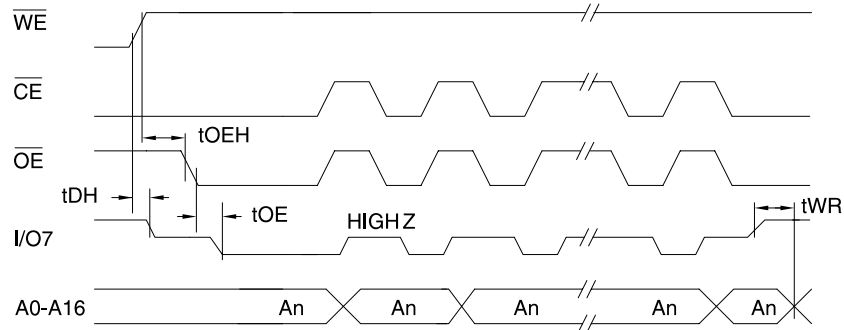 WE
CE
tOEH
OE
tDH
tOE
tWR
I/O7
HIGH Z
A0-A16 An An An An An